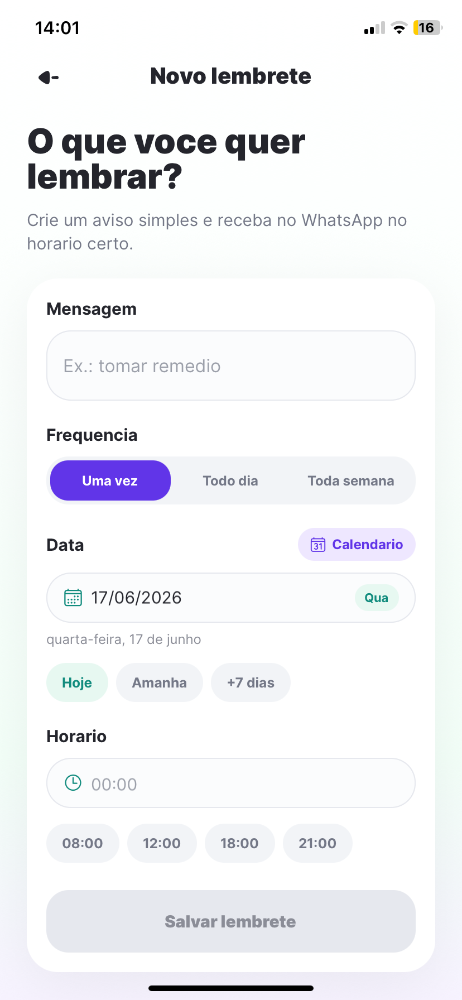 14:01
16
Novo lembrete
O que voce quer
lembrar?
Crie um aviso simples e receba no WhatsApp no
horario certo.
Mensagem
Ex.: tomar remedio
Frequencia
Uma vez
Todo dia
Toda semana
Data
31
Calendario
17/06/2026
Qua
quarta-feira, 17 de junho
Hoje
Amanha
+7 dias
Horario
00:00
08:00
12:00
18:00
21:00
Salvar lembrete